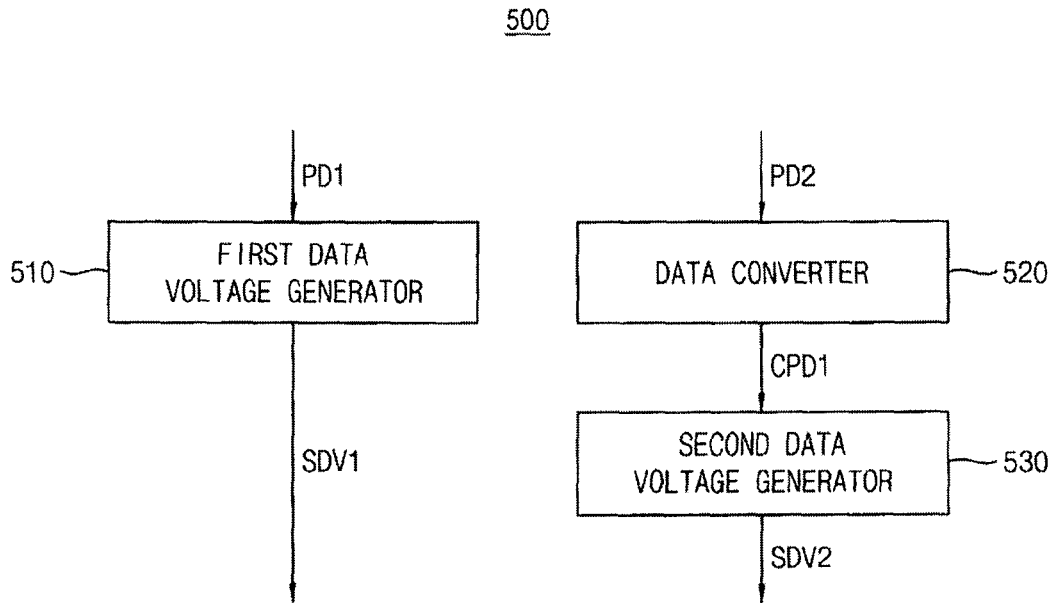 500
PD1
PD2
510
FIRST DATA
VOLTAGE GENERATOR
DATA CONVERTER
520
CPD1
SDV1
SECOND DATA
VOLTAGE GENERATOR
530
SDV2